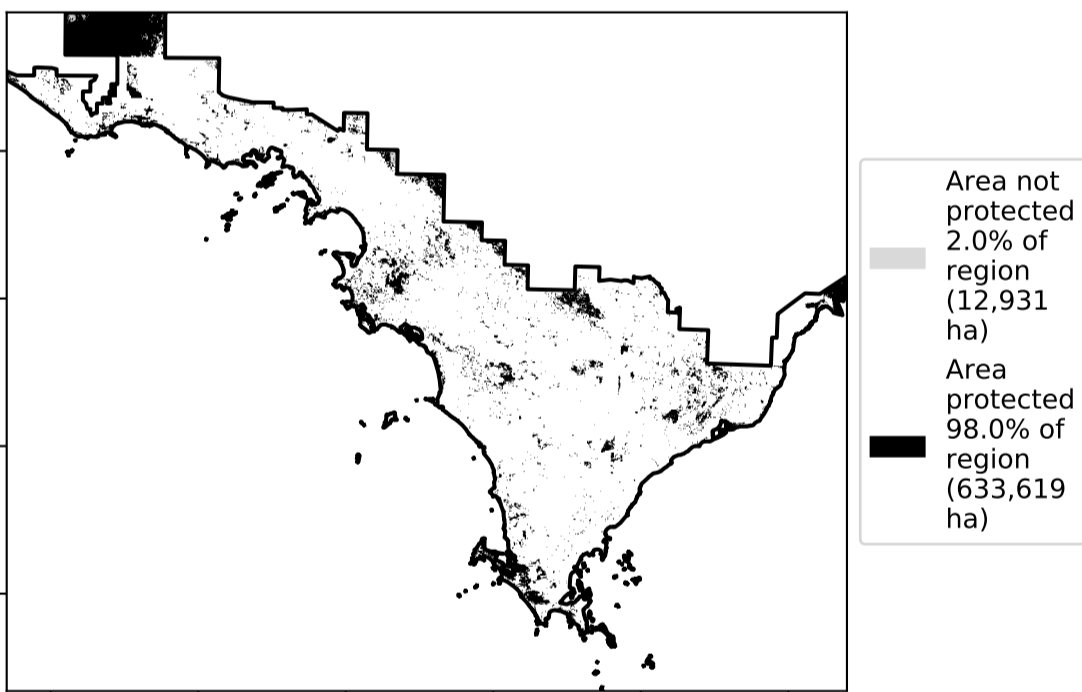 Area not
protected
2.0% of
region
(12,931
ha)
Area
protected
98.0% of
region
(633,619
ha)